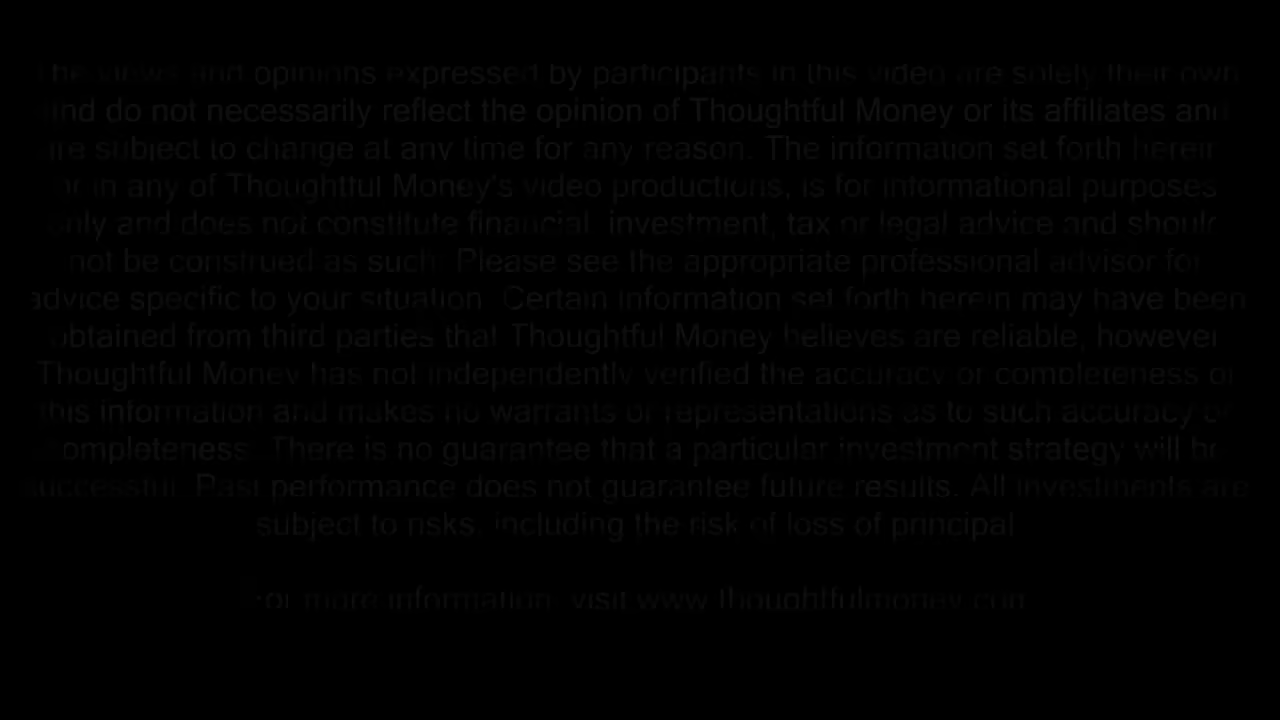 The views and opinions expressed by participants in this video are solely their own
and do not necessarily reflect the opinion of Thoughtful Money or its affiliates and
are subject to change at any time for any reason. The information set forth herein
or in any of Thoughtful Money's video productions, is for informational purposes
only and does not constitute financial, investment, tax or legal advice and should
not be construed as such. Please see the appropriate professional advisor for
advice specific to your situation. Certain information set forth herein may have been
obtained from third parties that Thoughtful Money believes are reliable, however
Thoughtful Money has not independently verified the accuracy or completeness of
this information and makes no warrants or representations as to such accuracy or
completeness. There is no guarantee that a particular investment strategy will be
successful. Past performance does not guarantee future results. All investments are
subject to risks, including the risk of loss of principal.
For more information, visit www.thoughtfulmoney.com